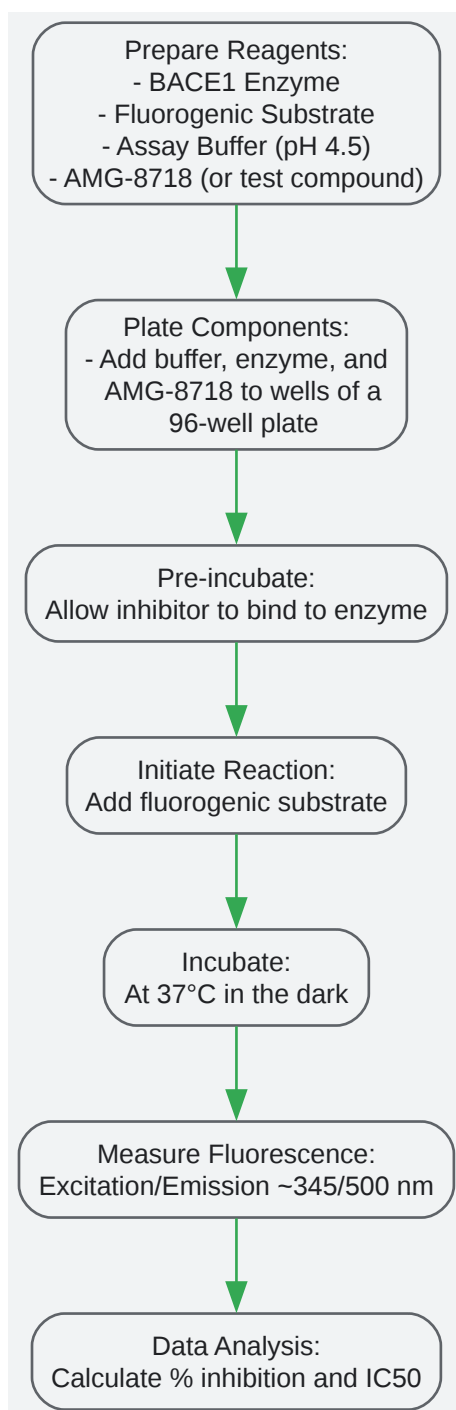 Prepare Reagents:
- BACE1 Enzyme
- Fluorogenic Substrate
- Assay Buffer (pH 4.5)
- AMG-8718 (or test compound)
Plate Components:
- Add buffer, enzyme, and
AMG-8718 to wells of a
96-well plate
Pre-incubate:
Allow inhibitor to bind to enzyme
Initiate Reaction:
Add fluorogenic substrate
Incubate:
At 37°C in the dark
Measure Fluorescence:
Excitation/Emission ~345/500 nm
Data Analysis:
Calculate % inhibition and IC50